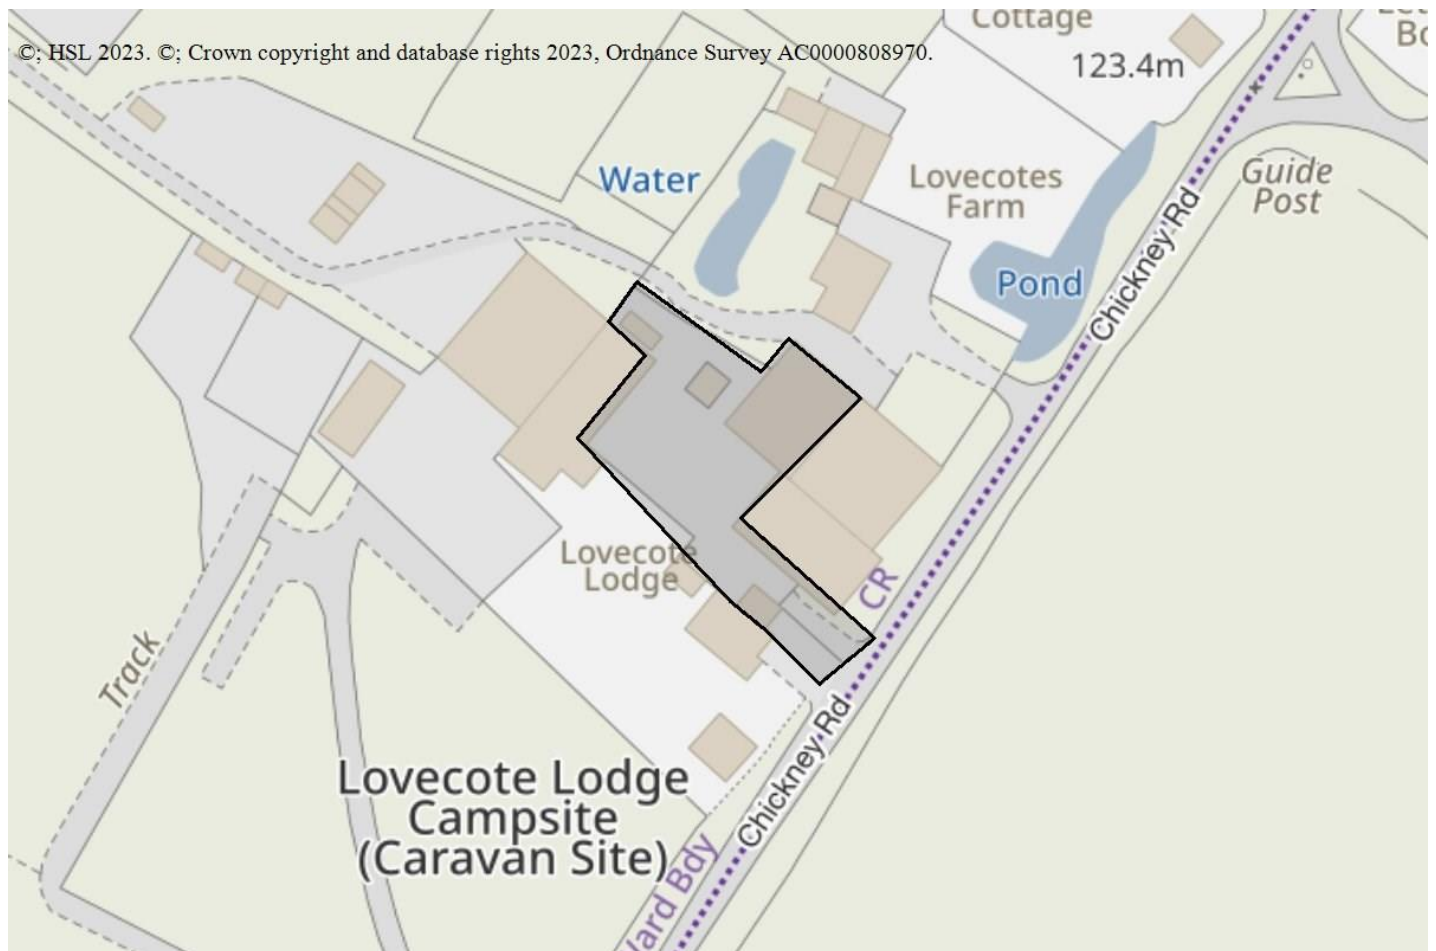 Cottage
©; HSL 2023. ©; Crown copyright and database rights 2023, Ordnance Survey AC0000808970.
123.4m
Water
Lovecotes
Farm
Guide
Post
Pond
Chickney Rd
Lovecote
Lodge
CR
Track
Chickney Rd
Lovecote Lodge
Campsite
(Caravan Site)
Bdy